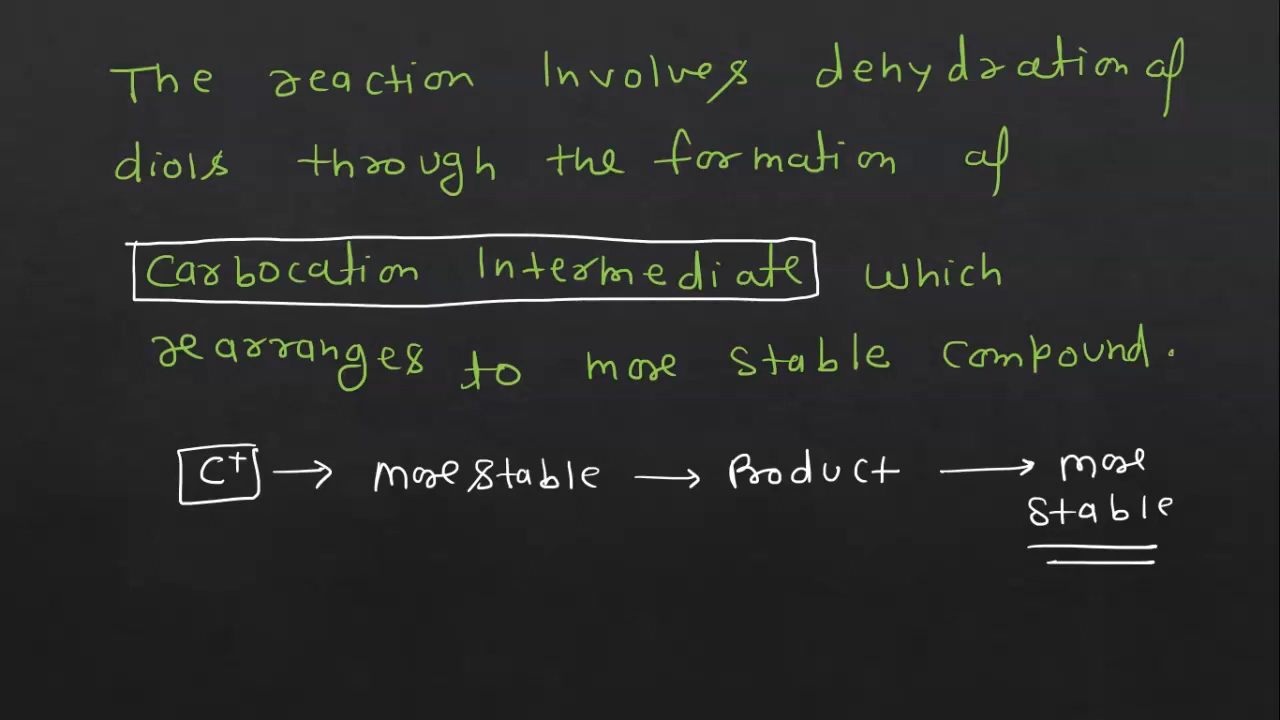 The reaction Involves dehydration of
diols through the formation of
Carbocation Intermediate which
rearranges to more stable compound.
C+ → more stable → Product → more
stable